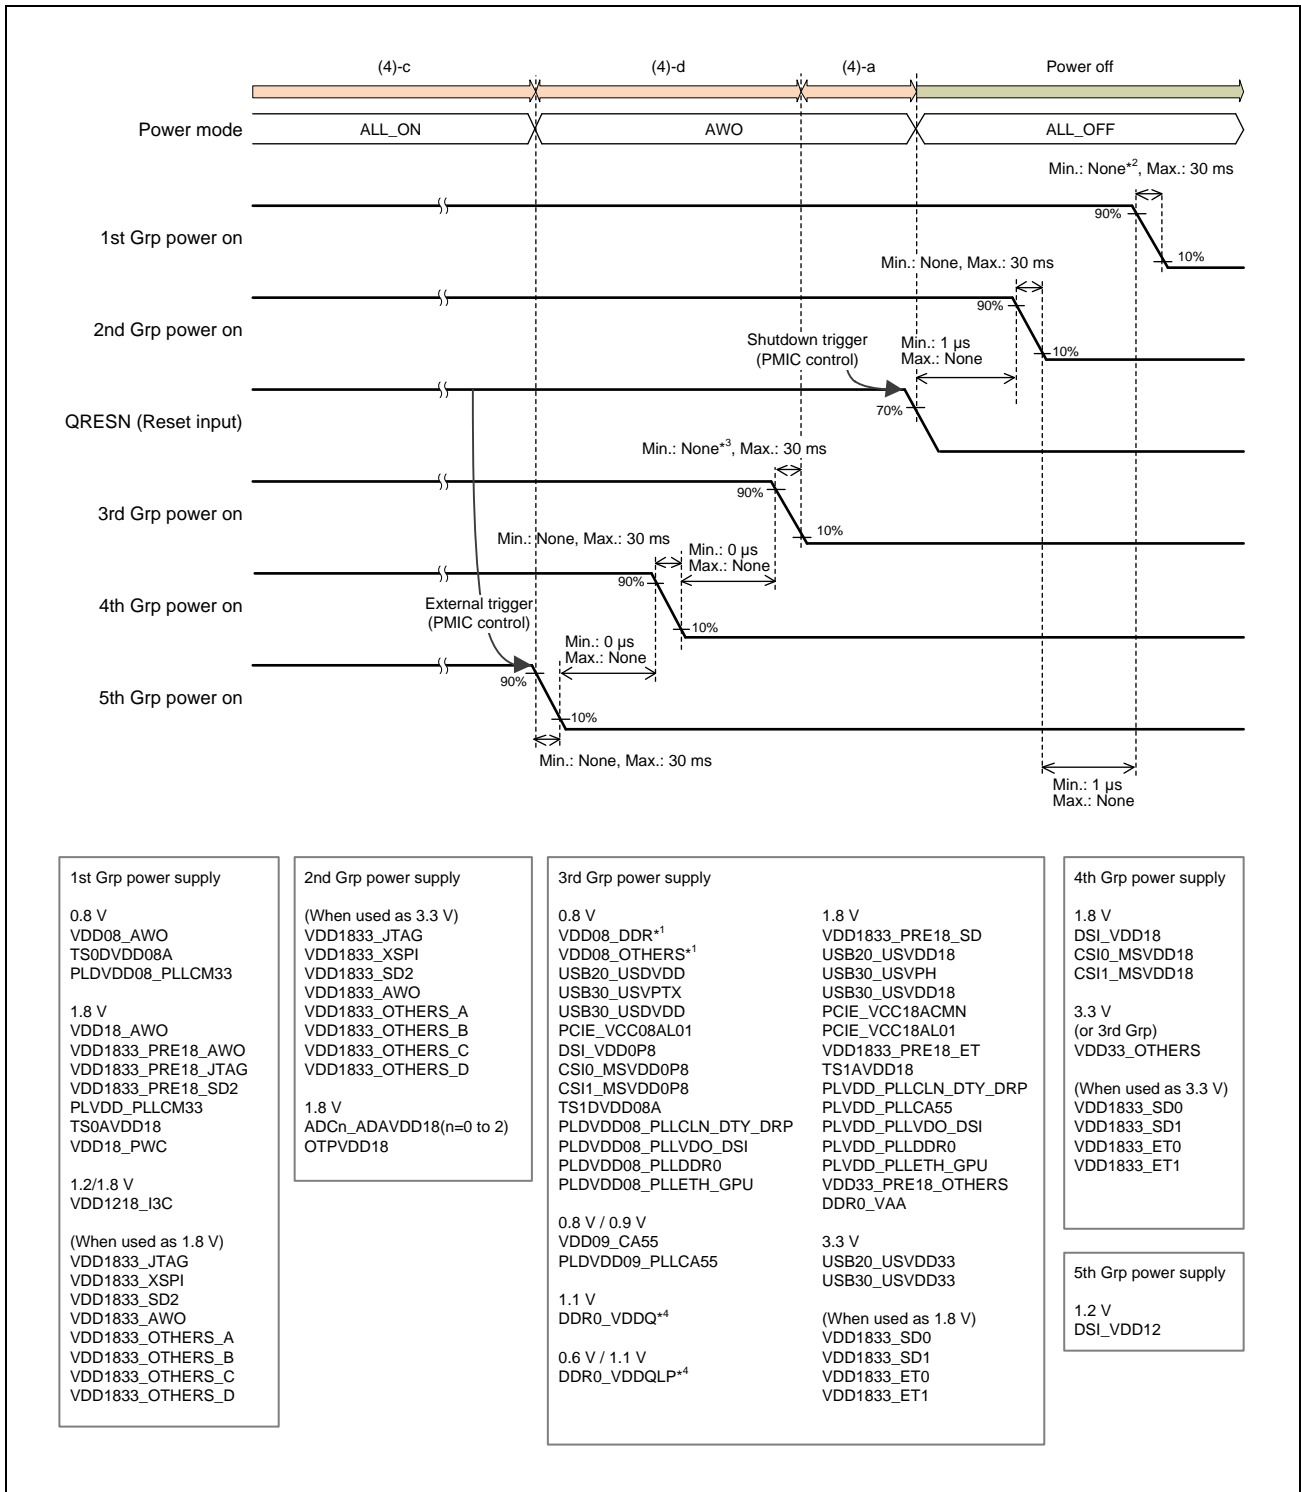 (4)-c (4)-d (4)-a Power off
Power mode ALL_ON AWO ALL_OFF
Min.: None*2, Max.: 30 ms
90%
1st Grp power on
10%
Min.: None, Max.: 30 ms
90%
2nd Grp power on
10%
Shutdown trigger
(PMIC control)
Min.: 1 µs
Max.: None
70%
QRESN (Reset input)
Min.: None*3, Max.: 30 ms
90%
3rd Grp power on
10%
Min.: None, Max.: 30 ms
Min.: 0 µs
Max.: None
90%
4th Grp power on
10%
External trigger
(PMIC control)
Min.: 0 µs
Max.: None
90%
5th Grp power on
10%
Min.: None, Max.: 30 ms
Min.: 1 µs
Max.: None
1st Grp power supply
0.8 V
VDD08_AWO
TS0DVDD08A
PLDVDD08_PLLCM33
1.8 V
VDD18_AWO
VDD1833_PRE18_AWO
VDD1833_PRE18_JTAG
VDD1833_PRE18_SD2
PLVDD_PLLCM33
TS0AVDD18
VDD18_PWC
1.2/1.8 V
VDD1218_I3C
(When used as 1.8 V)
VDD1833_JTAG
VDD1833_XSPI
VDD1833_SD2
VDD1833_AWO
VDD1833_OTHERS_A
VDD1833_OTHERS_B
VDD1833_OTHERS_C
VDD1833_OTHERS_D
2nd Grp power supply
(When used as 3.3 V)
VDD1833_JTAG
VDD1833_XSPI
VDD1833_SD2
VDD1833_AWO
VDD1833_OTHERS_A
VDD1833_OTHERS_B
VDD1833_OTHERS_C
VDD1833_OTHERS_D
1.8 V
ADCn_ADAVDD18(n=0 to 2)
OTPVDD18
3rd Grp power supply
0.8 V
VDD08_DDR*1
VDD08_OTHERS*1
USB20_USDVDD
USB30_USVPTX
USB30_USDVDD
PCIE_VCC08AL01
DSI_VDD0P8
CSI0_MSVDD0P8
CSI1_MSVDD0P8
TS1DVDD08A
PLDVDD08_PLLCLN_DTY_DRP
PLDVDD08_PLLVDO_DSI
PLDVDD08_PLLDDR0
PLDVDD08_PLLETH_GPU
0.8 V / 0.9 V
VDD09_CA55
PLDVDD09_PLLCA55
1.1 V
DDR0_VDDQ*4
0.6 V / 1.1 V
DDR0_VDDQLP*4
1.8 V
VDD1833_PRE18_SD
USB20_USVDD18
USB30_USVPH
USB30_USVDD18
PCIE_VCC18ACMN
PCIE_VCC18AL01
VDD1833_PRE18_ET
TS1AVDD18
PLVDD_PLLCLN_DTY_DRP
PLVDD_PLLCA55
PLVDD_PLLVDO_DSI
PLVDD_PLLDDR0
PLVDD_PLLETH_GPU
VDD33_PRE18_OTHERS
DDR0_VAA
3.3 V
USB20_USVDD33
USB30_USVDD33
(When used as 1.8 V)
VDD1833_SD0
VDD1833_SD1
VDD1833_ET0
VDD1833_ET1
4th Grp power supply
1.8 V
DSI_VDD18
CSI0_MSVDD18
CSI1_MSVDD18
3.3 V
(or 3rd Grp)
VDD33_OTHERS
(When used as 3.3 V)
VDD1833_SD0
VDD1833_SD1
VDD1833_ET0
VDD1833_ET1
5th Grp power supply
1.2 V
DSI_VDD12